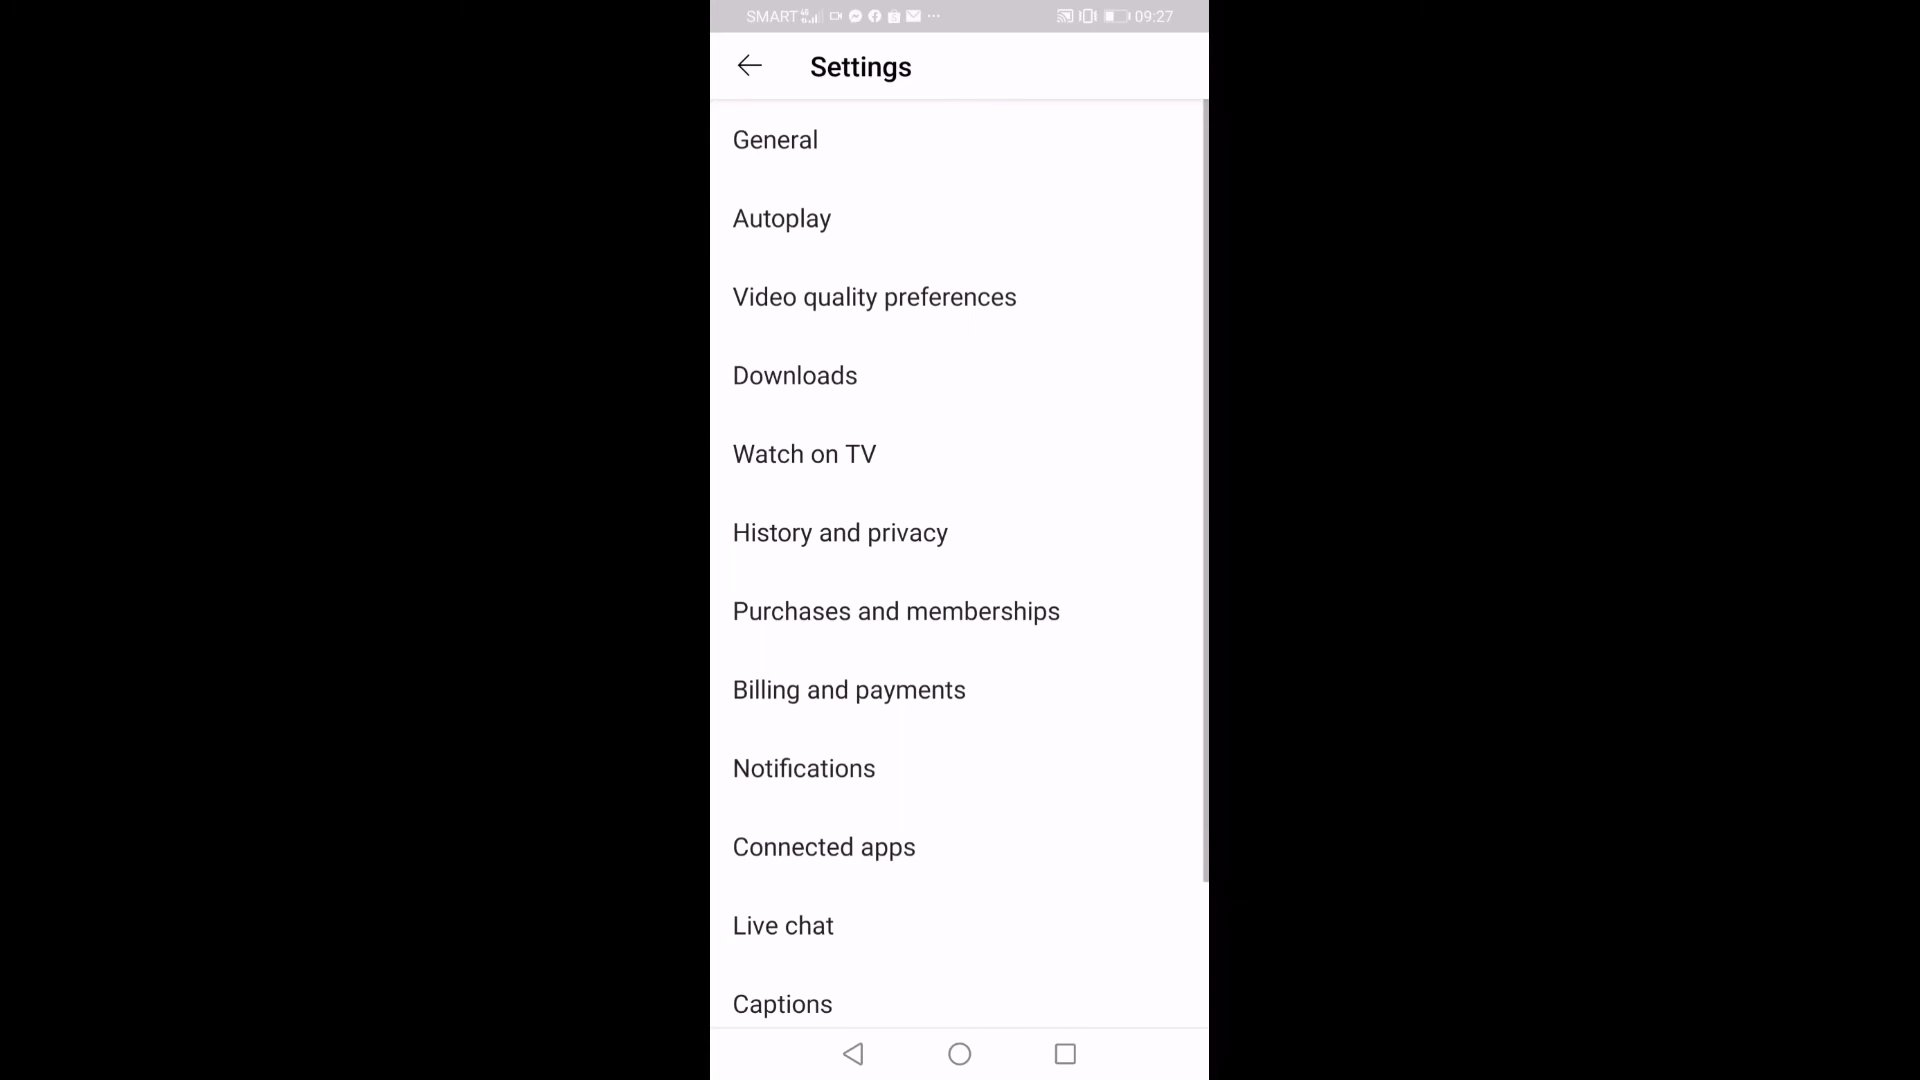 SMART 4G 09:27
Settings
General
Autoplay
Video quality preferences
Downloads
Watch on TV
History and privacy
Purchases and memberships
Billing and payments
Notifications
Connected apps
Live chat
Captions